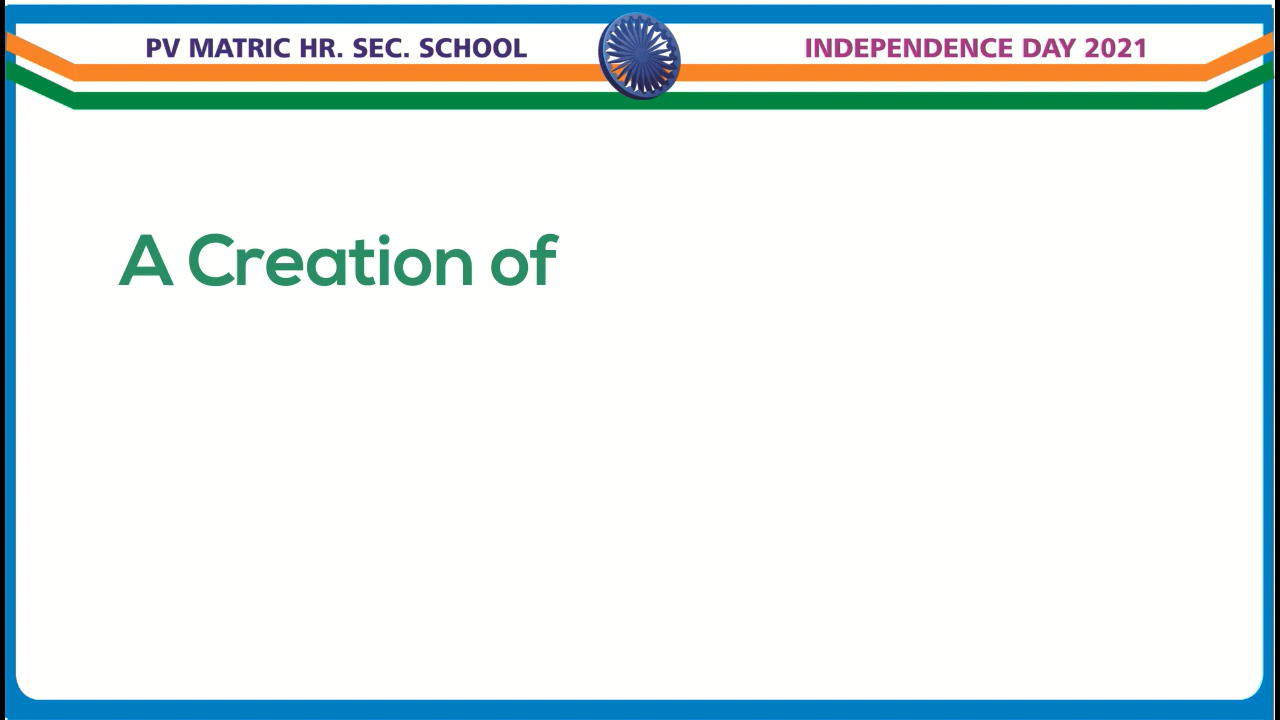 PV MATRIC HR. SEC. SCHOOL
INDEPENDENCE DAY 2021
A Creation of